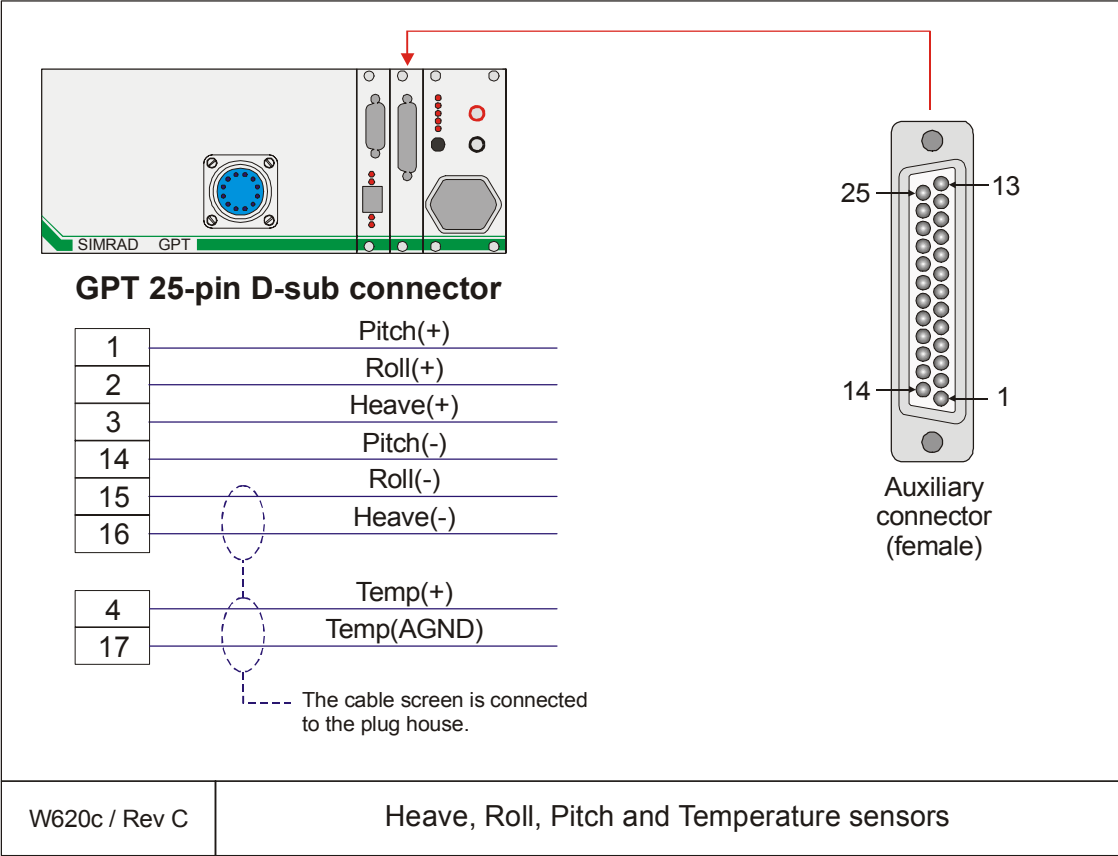 SIMRAD GPT
GPT 25-pin D-sub connector
1 Pitch(+)
2 Roll(+)
3 Heave(+)
14 Pitch(-)
15 Roll(-)
16 Heave(-)
4 Temp(+)
17 Temp(AGND)
The cable screen is connected
to the plug house.
25 13
14 1
Auxiliary
connector
(female)
W620c / Rev C
Heave, Roll, Pitch and Temperature sensors